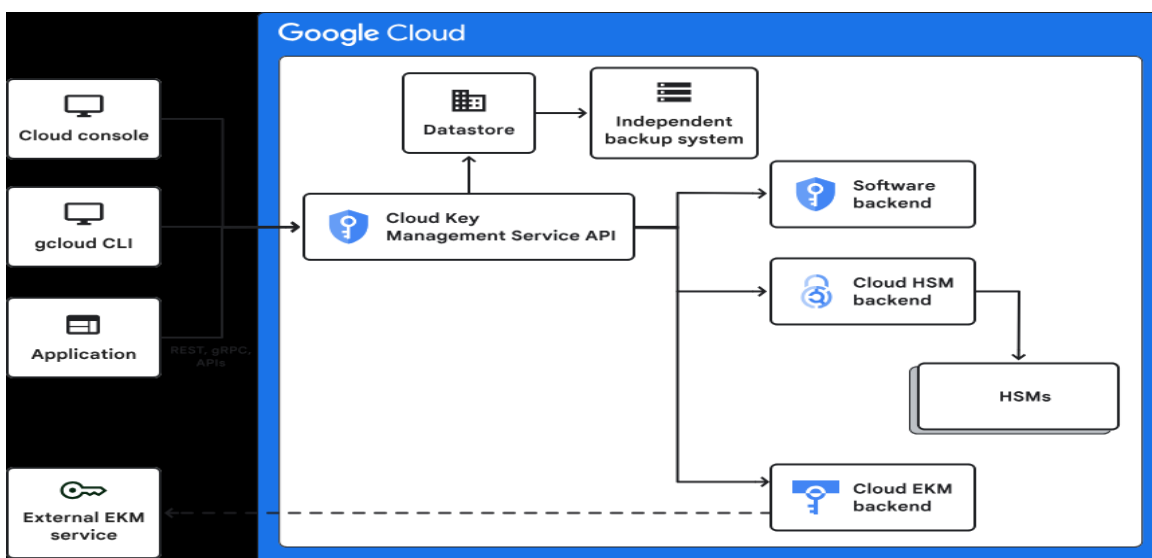 Google Cloud
Cloud console
gcloud CLI
Application
REST, gRPC,
APIs
External EKM
service
Datastore
Independent
backup system
Cloud Key
Management Service API
Software
backend
Cloud HSM
backend
HSMs
Cloud EKM
backend